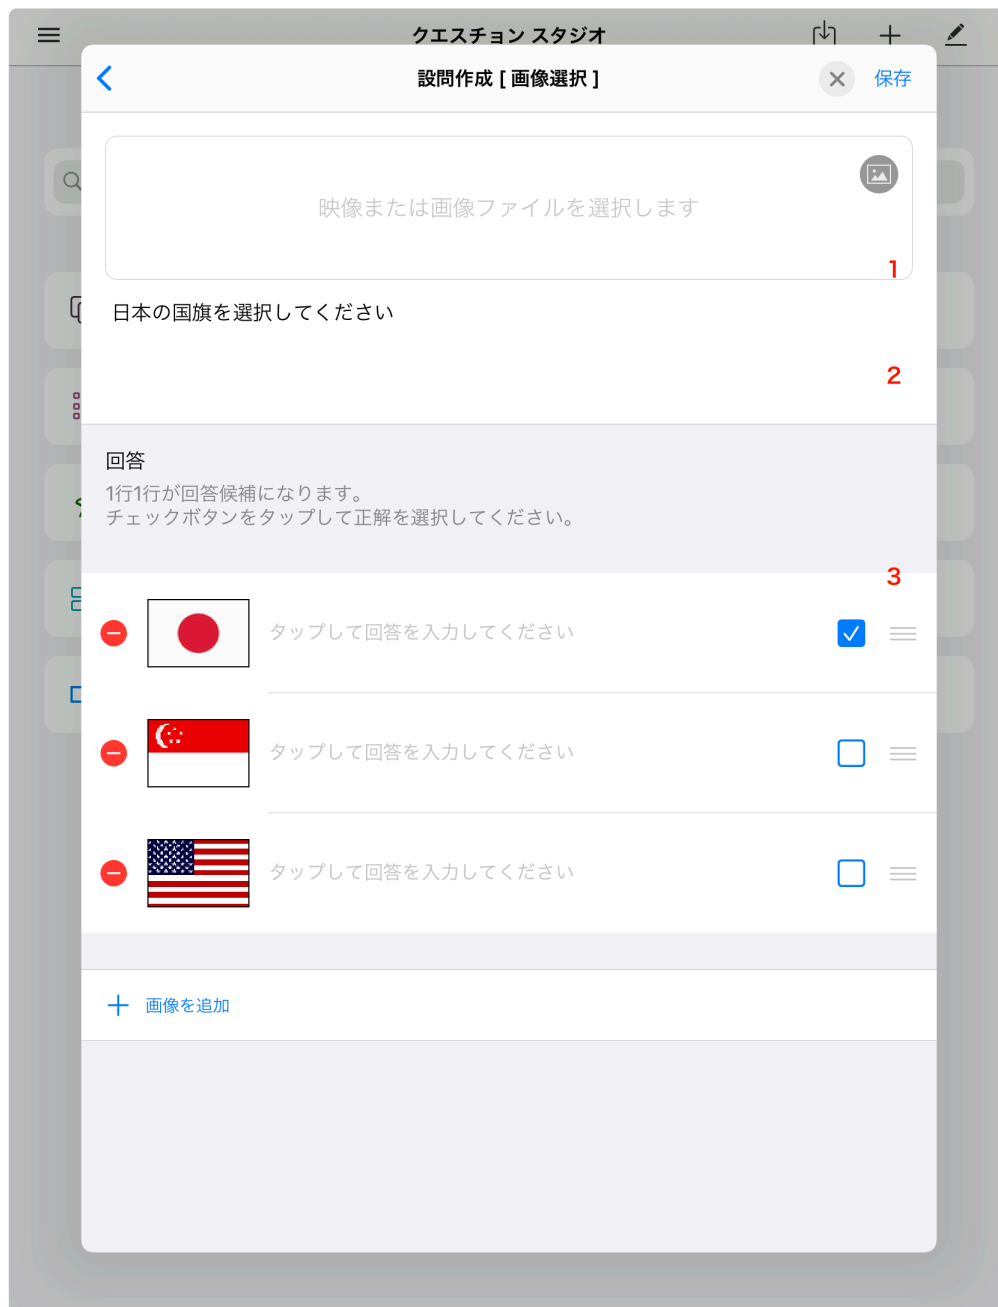 クエスチョン スタジオ
設問作成 [ 画像選択 ]
保存
映像または画像ファイルを選択します
1
日本の国旗を選択してください
2
回答
1行1行が回答候補になります。
チェックボタンをタップして正解を選択してください。
3
タップして回答を入力してください
タップして回答を入力してください
タップして回答を入力してください
画像を追加